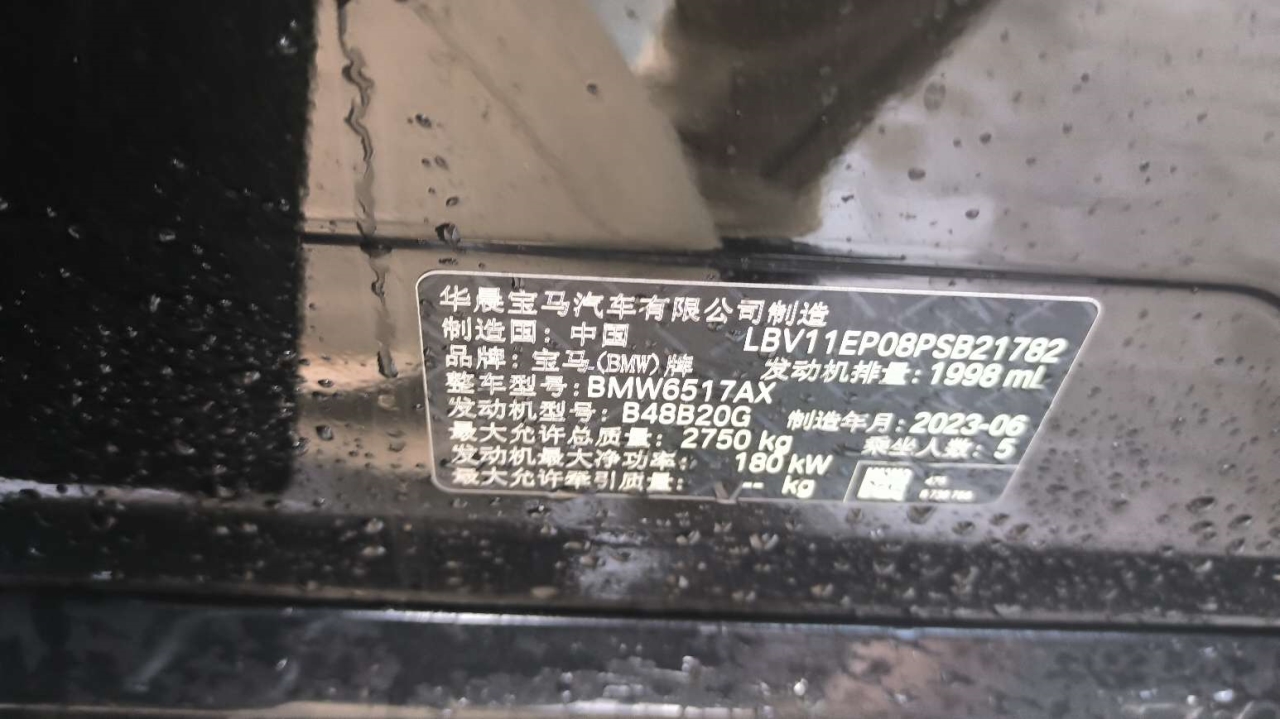 华晨宝马汽车有限公司制造
制造国：中国 LBV11EP08PSB21782
品牌：宝马(BMW)牌 发动机排量：1998 mL
整车型号：BMW6517AX
发动机型号：B48B20G 制造年月：2023-06
最大允许总质量：2750 kg 乘坐人数：5
发动机最大净功率：180 kW
最大允许牵引质量：-- kg